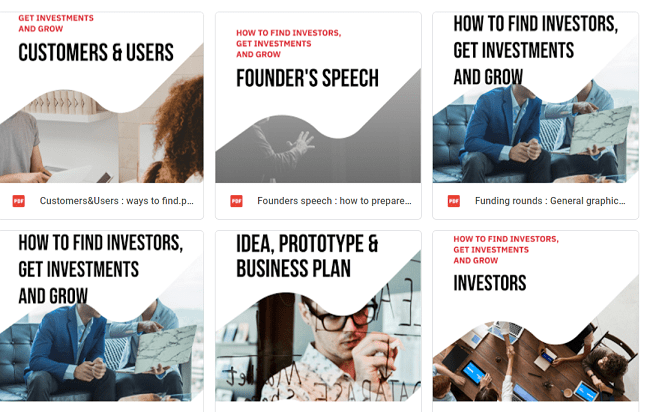 GET INVESTMENTS
AND GROW
CUSTOMERS & USERS
PDF
Customers&Users : ways to find.p...
HOW TO FIND INVESTORS,
GET INVESTMENTS
AND GROW
FOUNDER'S SPEECH
PDF
Founders speech : how to prepare...
HOW TO FIND INVESTORS,
GET INVESTMENTS
AND GROW
PDF
Funding rounds : General graphic...
HOW TO FIND INVESTORS,
GET INVESTMENTS
AND GROW
IDEA, PROTOTYPE &
BUSINESS PLAN
HOW TO FIND INVESTORS,
GET INVESTMENTS
AND GROW
INVESTORS